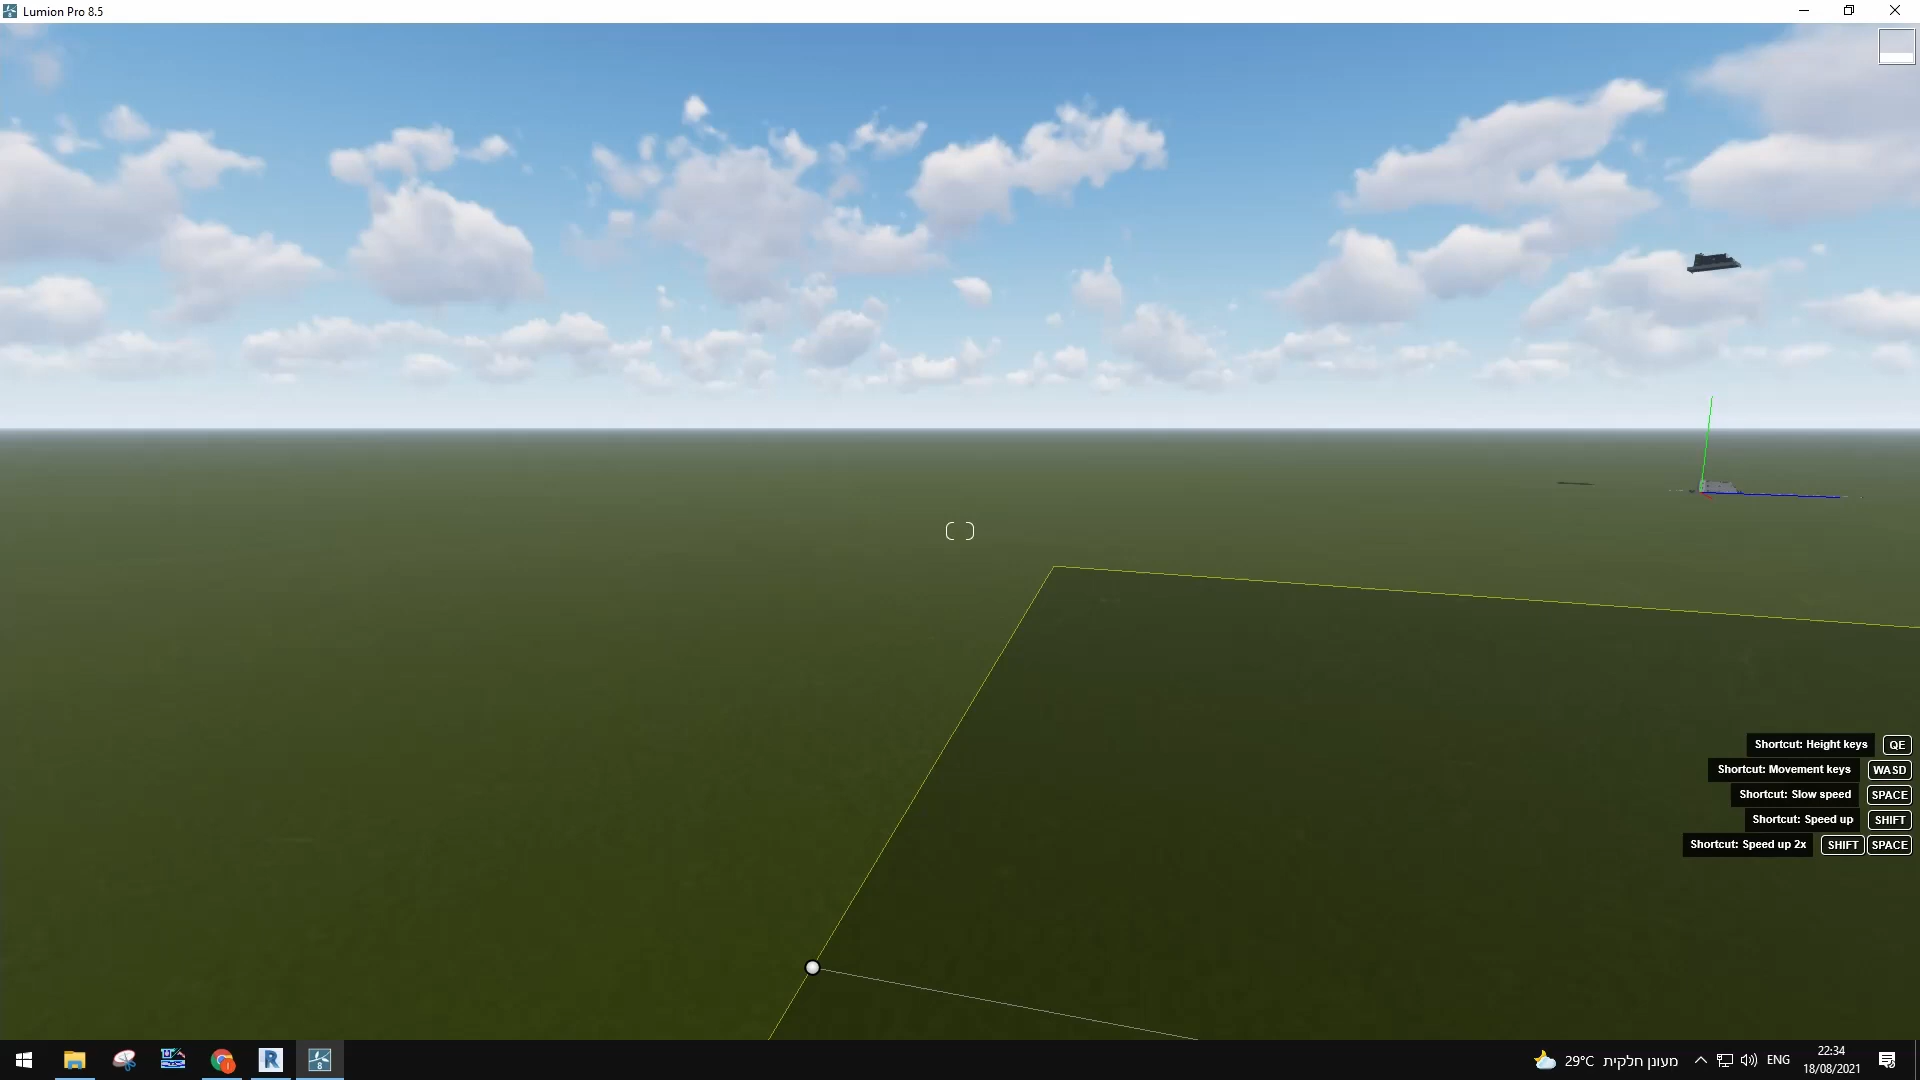 Lumion Pro 8.5
Shortcut: Height keys QE
Shortcut: Movement keys WASD
Shortcut: Slow speed SPACE
Shortcut: Speed up SHIFT
Shortcut: Speed up 2x SHIFT SPACE
29°C מעונן חלקית ENG
22:34
18/08/2021